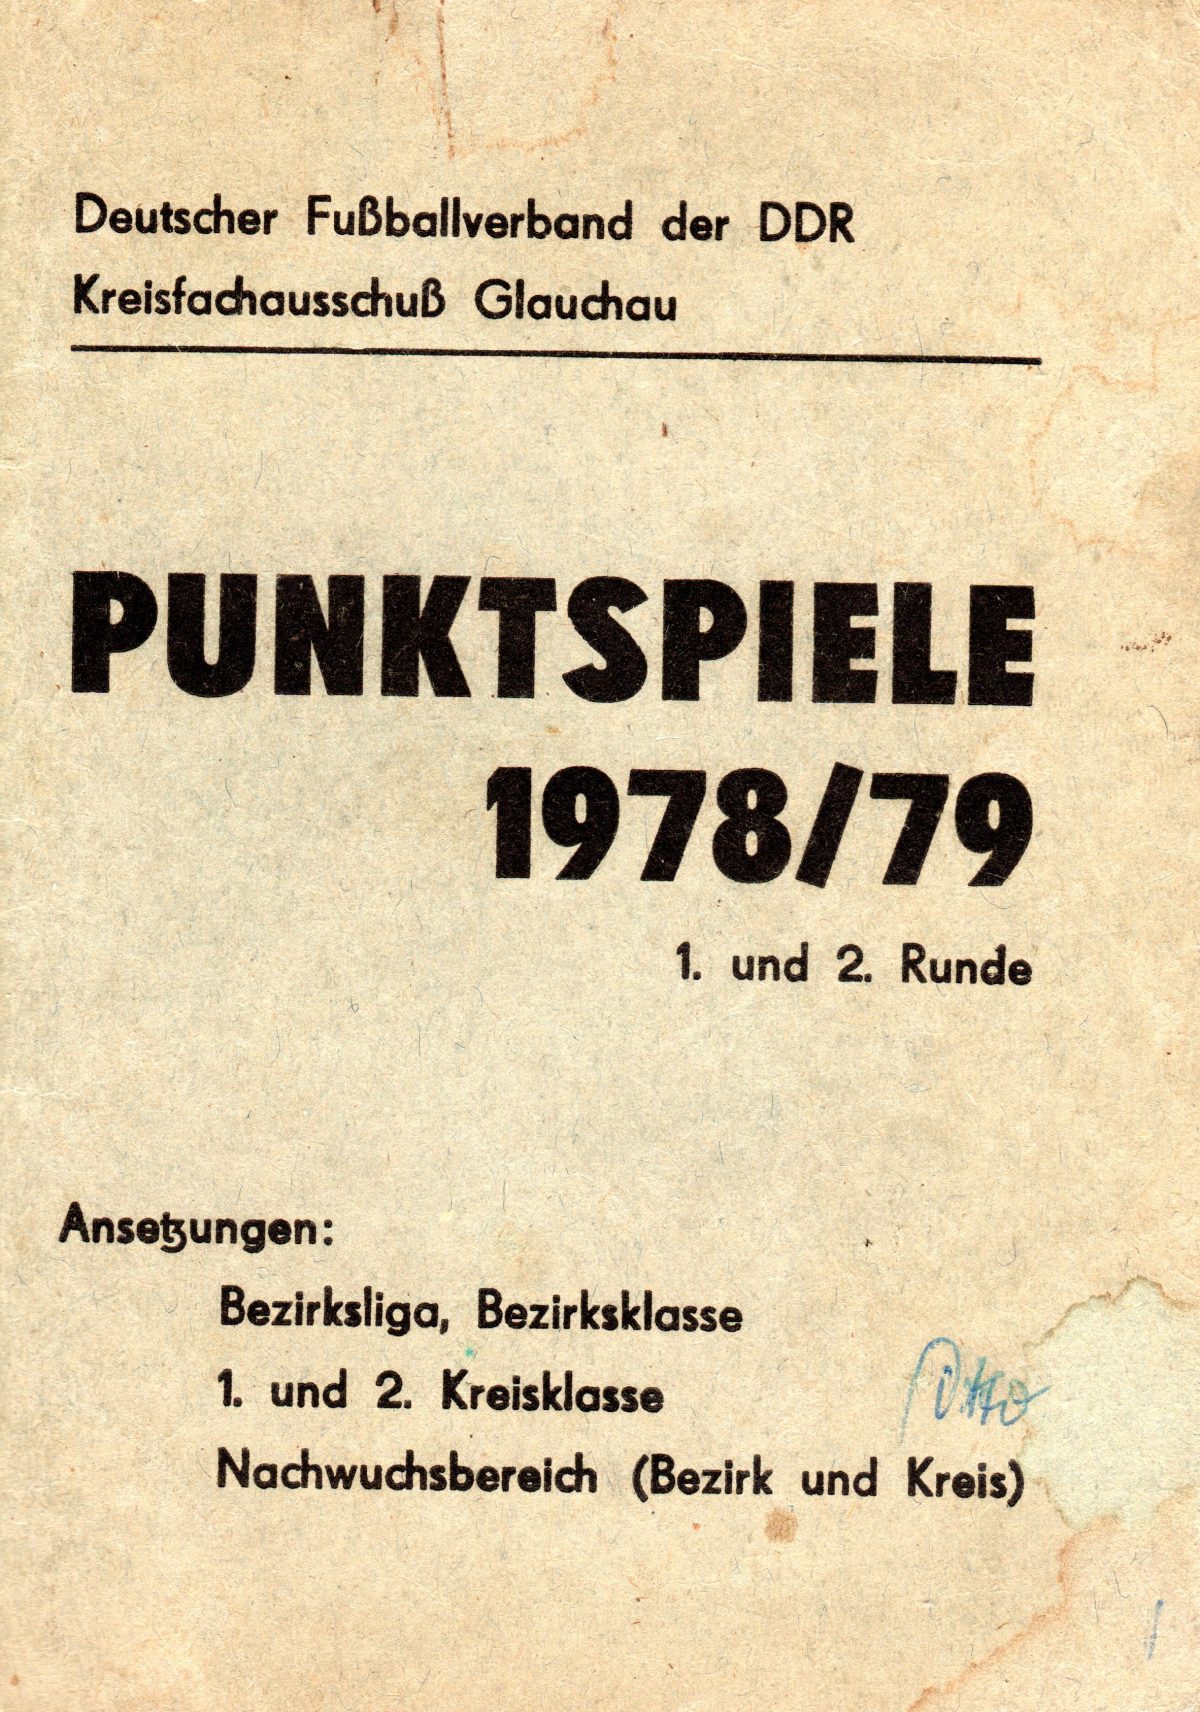 Deutscher Fußballverband der DDR
Kreisfachausschuß Glauchau
PUNKTSPIELE
1978/79
1. und 2. Runde
Ansetzungen:
Bezirksliga, Bezirksklasse
1. und 2. Kreisklasse
Otto
Nachwuchsbereich (Bezirk und Kreis)